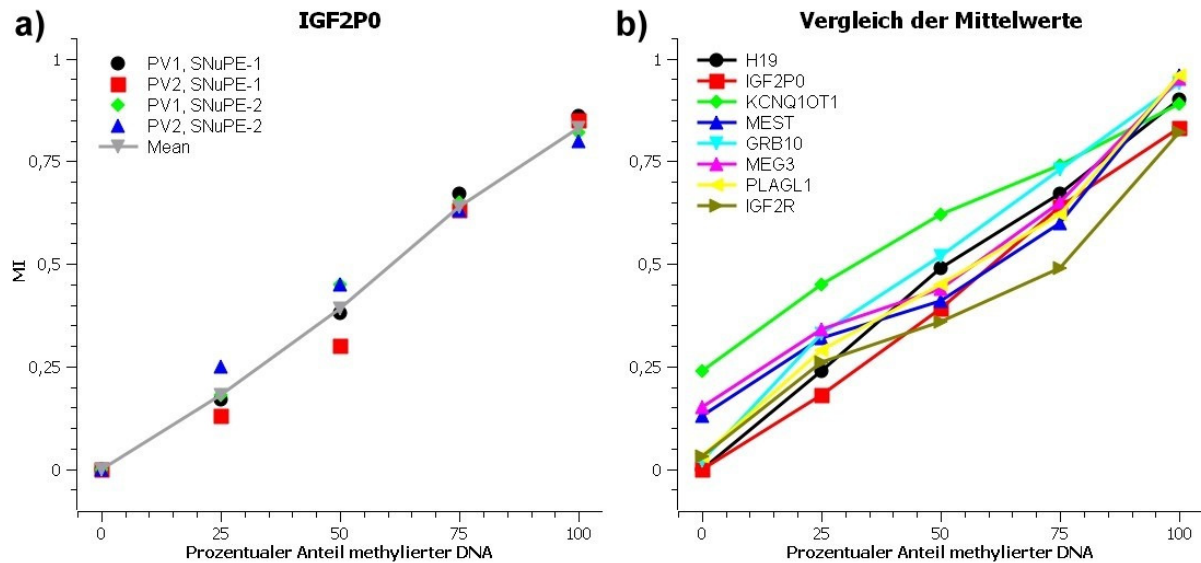 a)
IGF2P0
1
0,75
0,5
0,25
0
MI
PV1, SNuPE-1
PV2, SNuPE-1
PV1, SNuPE-2
PV2, SNuPE-2
Mean
0 25 50 75 100
Prozentualer Anteil methylierter DNA
b)
Vergleich der Mittelwerte
1
0,75
0,5
0,25
0
H19
IGF2P0
KCNQ1OT1
MEST
GRB10
MEG3
PLAGL1
IGF2R
0 25 50 75 100
Prozentualer Anteil methylierter DNA